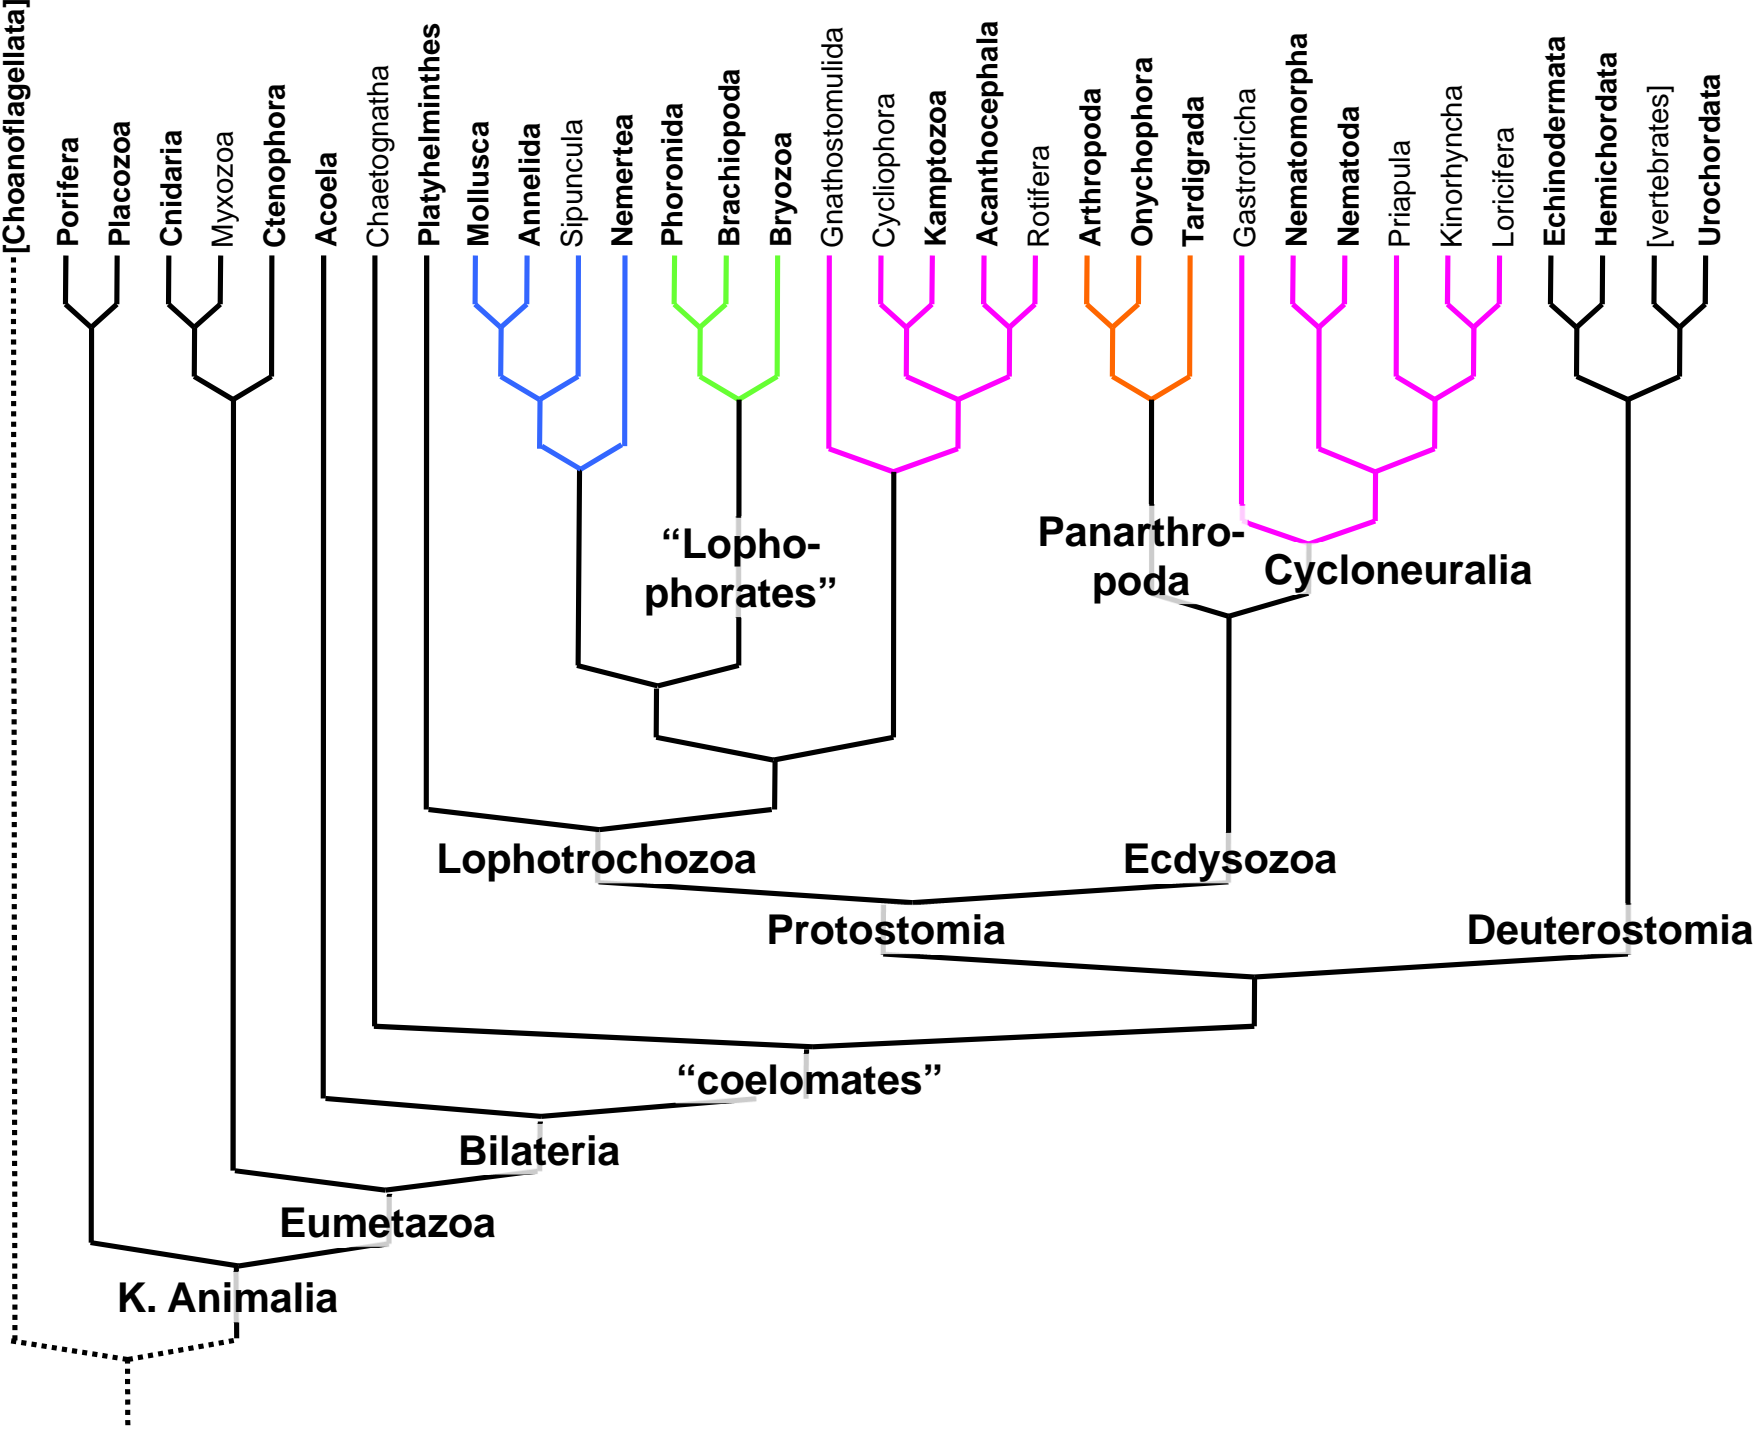 [Choanoflagellata]
Porifera
Placozoa
Cnidaria
Myxozoa
Ctenophora
Acoela
Chaetognatha
Platyhelminthes
Mollusca
Annelida
Sipuncula
Nemertea
Phoronida
Brachiopoda
Bryozoa
Gnathostomulida
Cycliophora
Kamptozoa
Acanthocephala
Rotifera
Arthropoda
Onychophora
Tardigrada
Gastrotricha
Nematomorpha
Nematoda
Priapula
Kinorhyncha
Loricifera
Echinodermata
Hemichordata
[vertebrates]
Urochordata
“Lopho-
phorates”
Panarthro-
poda
Cycloneuralia
Lophotrochozoa
Ecdysozoa
Protostomia
Deuterostomia
“coelomates”
Bilateria
Eumetazoa
K. Animalia